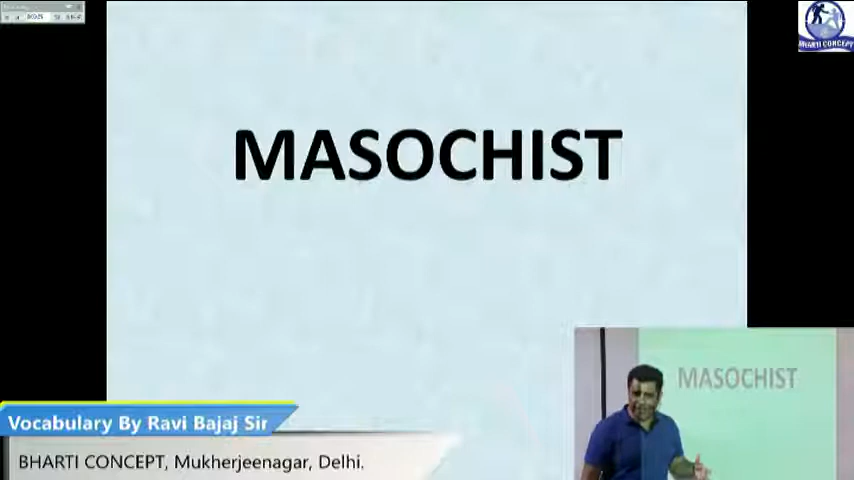 BHARTI CONCEPT
MASOCHIST
MASOCHIST
Vocabulary By Ravi Bajaj Sir
BHARTI CONCEPT, Mukherjeenagar, Delhi.